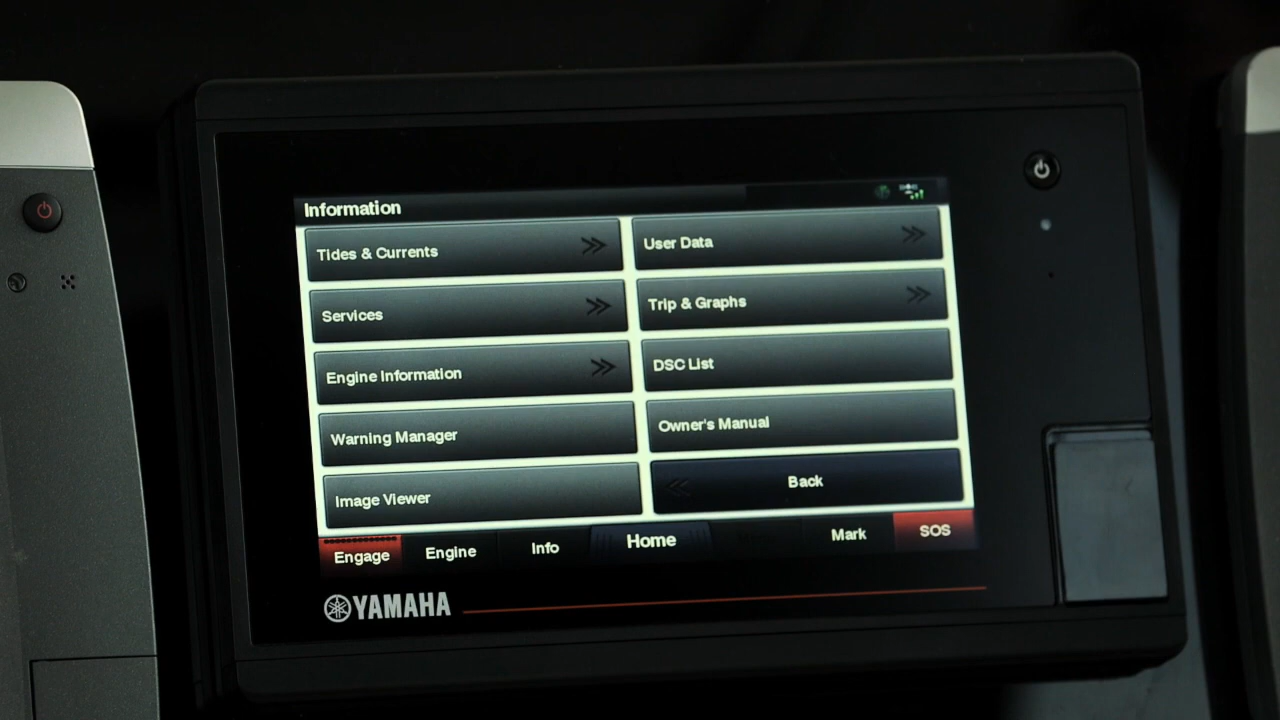 Information
Tides & Currents
User Data
Services
Trip & Graphs
Engine Information
DSC List
Warning Manager
Owner's Manual
Image Viewer
Back
Engage
Engine
Info
Home
Mark
SOS
YAMAHA